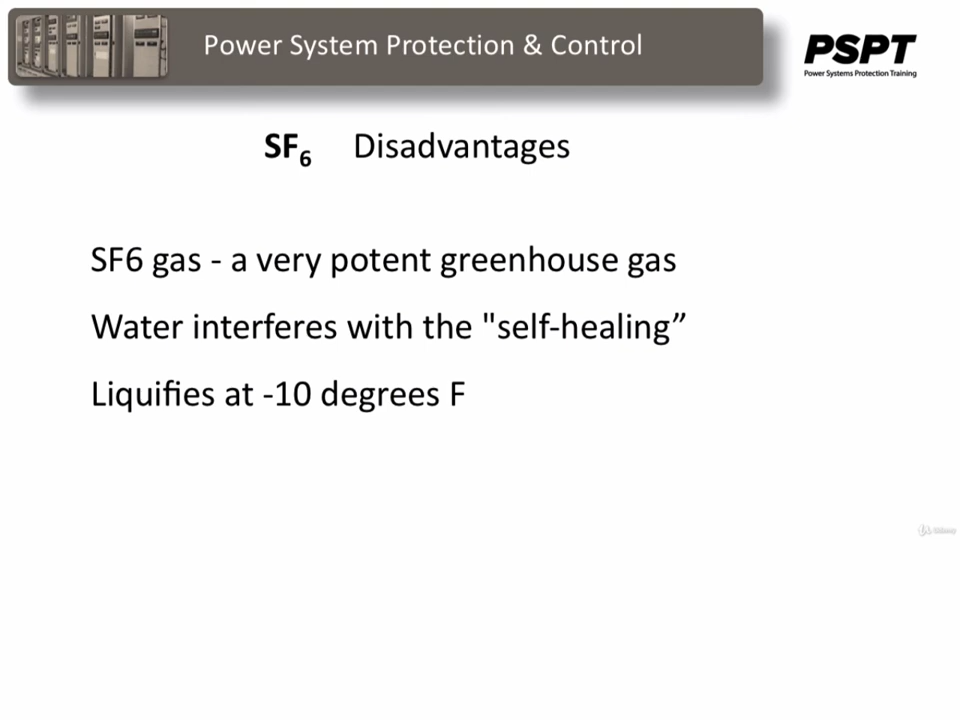 Power System Protection & Control
PSPT
Power Systems Protection Training
SF₆ Disadvantages
SF6 gas - a very potent greenhouse gas
Water interferes with the "self-healing”
Liquifies at -10 degrees F